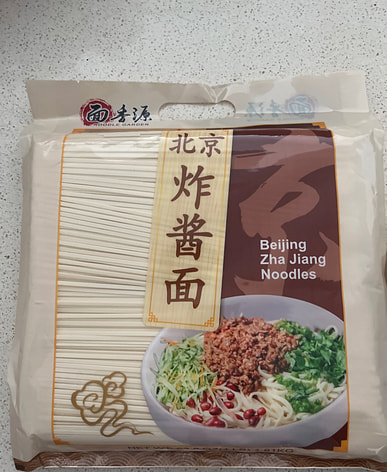 面香源
NOODLE GARDEN
北京
炸酱面
Beijing
Zha Jiang
Noodles